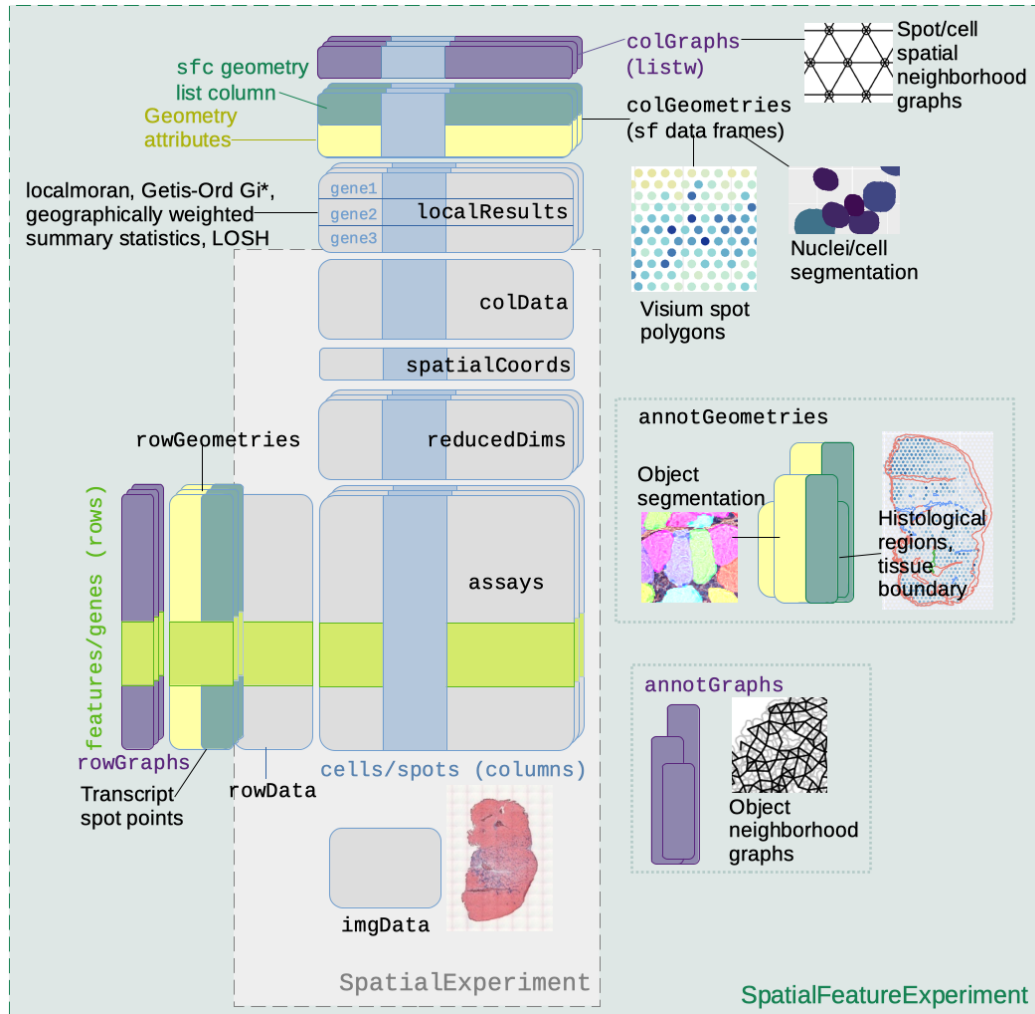 colGraphs
(listw)
Spot/cell
spatial
neighborhood
graphs
sfc geometry
list column
Geometry
attributes
colGeometries
(sf data frames)
localmoran, Getis-Ord Gi*,
geographically weighted
summary statistics, LOSH
gene1
gene2
gene3
localResults
Nuclei/cell
segmentation
Visium spot
polygons
colData
spatialCoords
reducedDims
rowGeometries
annotGeometries
Object
segmentation
Histological
regions,
tissue
boundary
features/genes (rows)
assays
annotGraphs
rowGraphs
Transcript
spot points
rowData
cells/spots (columns)
Object
neighborhood
graphs
imgData
SpatialExperiment
SpatialFeatureExperiment